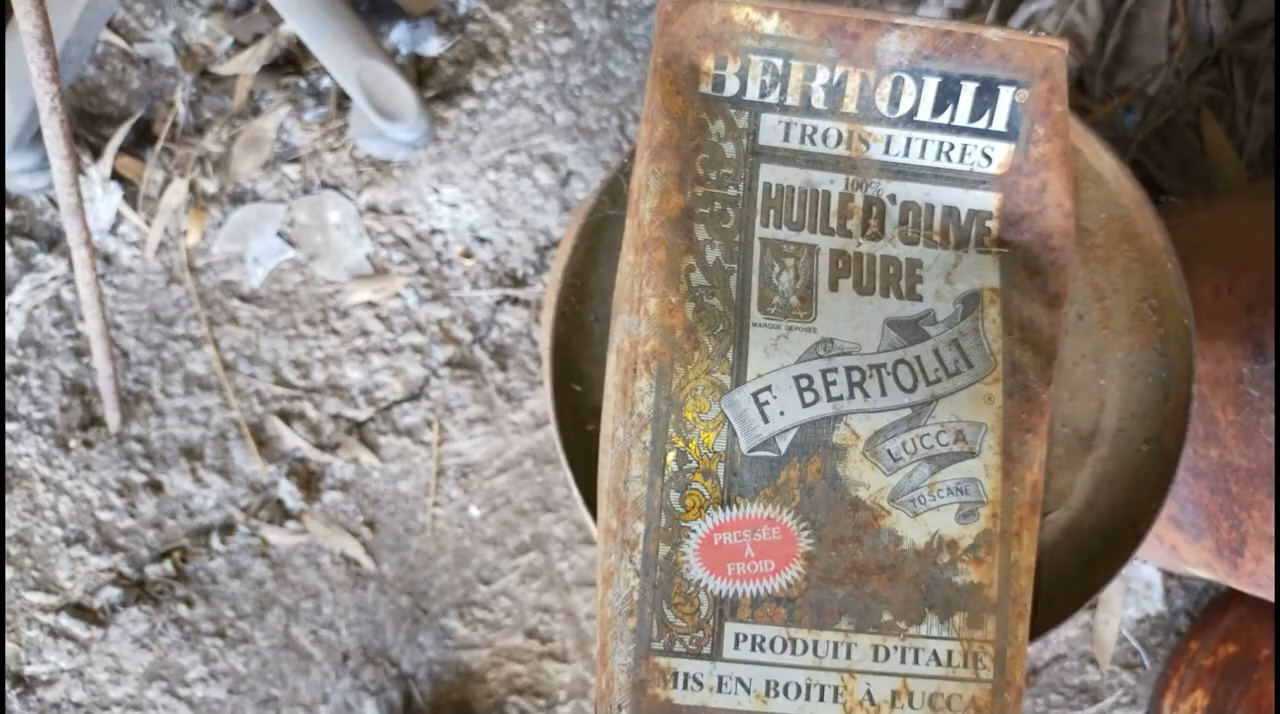 BERTOLLI®
TROIS LITRES
100%
HUILE D'OLIVE
PURE
MARQUE DÉPOSÉE
F. BERTOLLI
®
LUCCA
TOSCANE
PRESSÉE
À
FROID
PRODUIT D'ITALIE
MIS EN BOÎTE À LUCCA